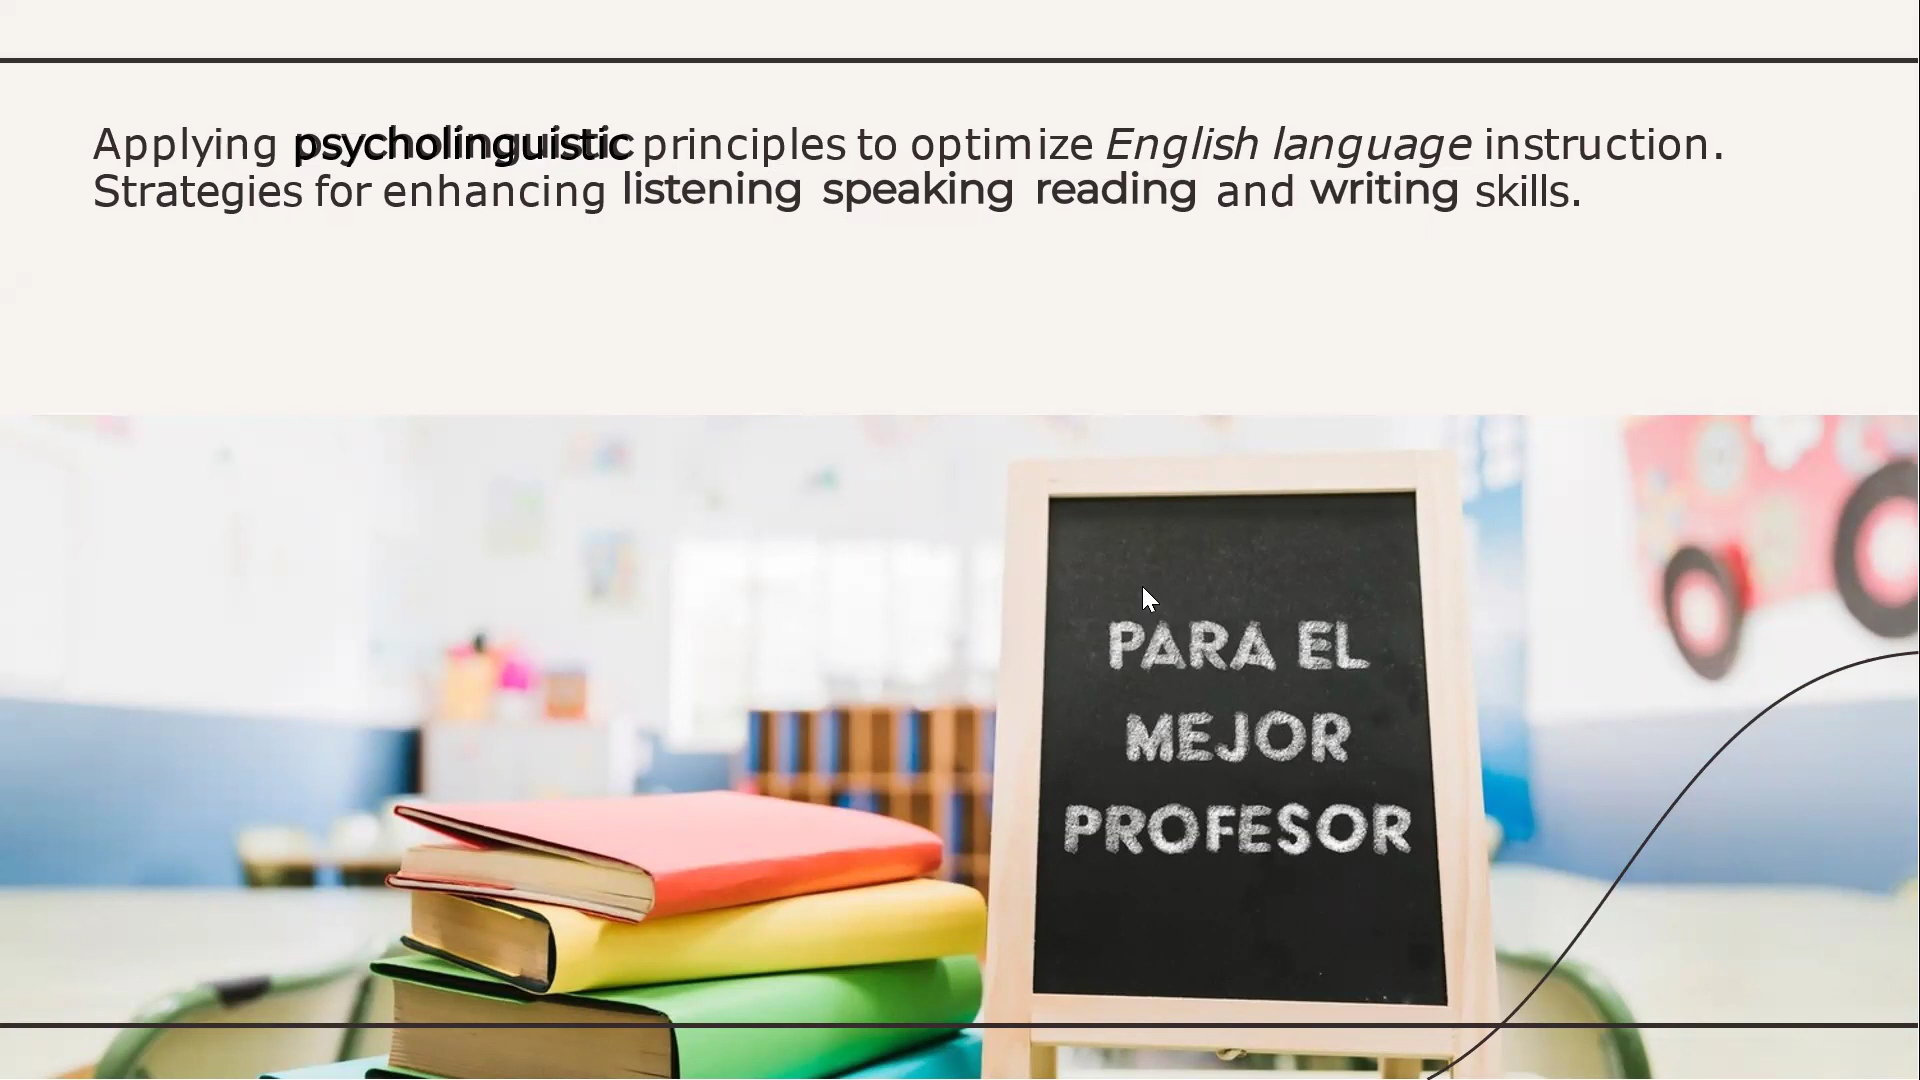 Applying psycholinguistic principles to optimize English language instruction.
Strategies for enhancing listening speaking reading and writing skills.
PARA EL
MEJOR
PROFESOR